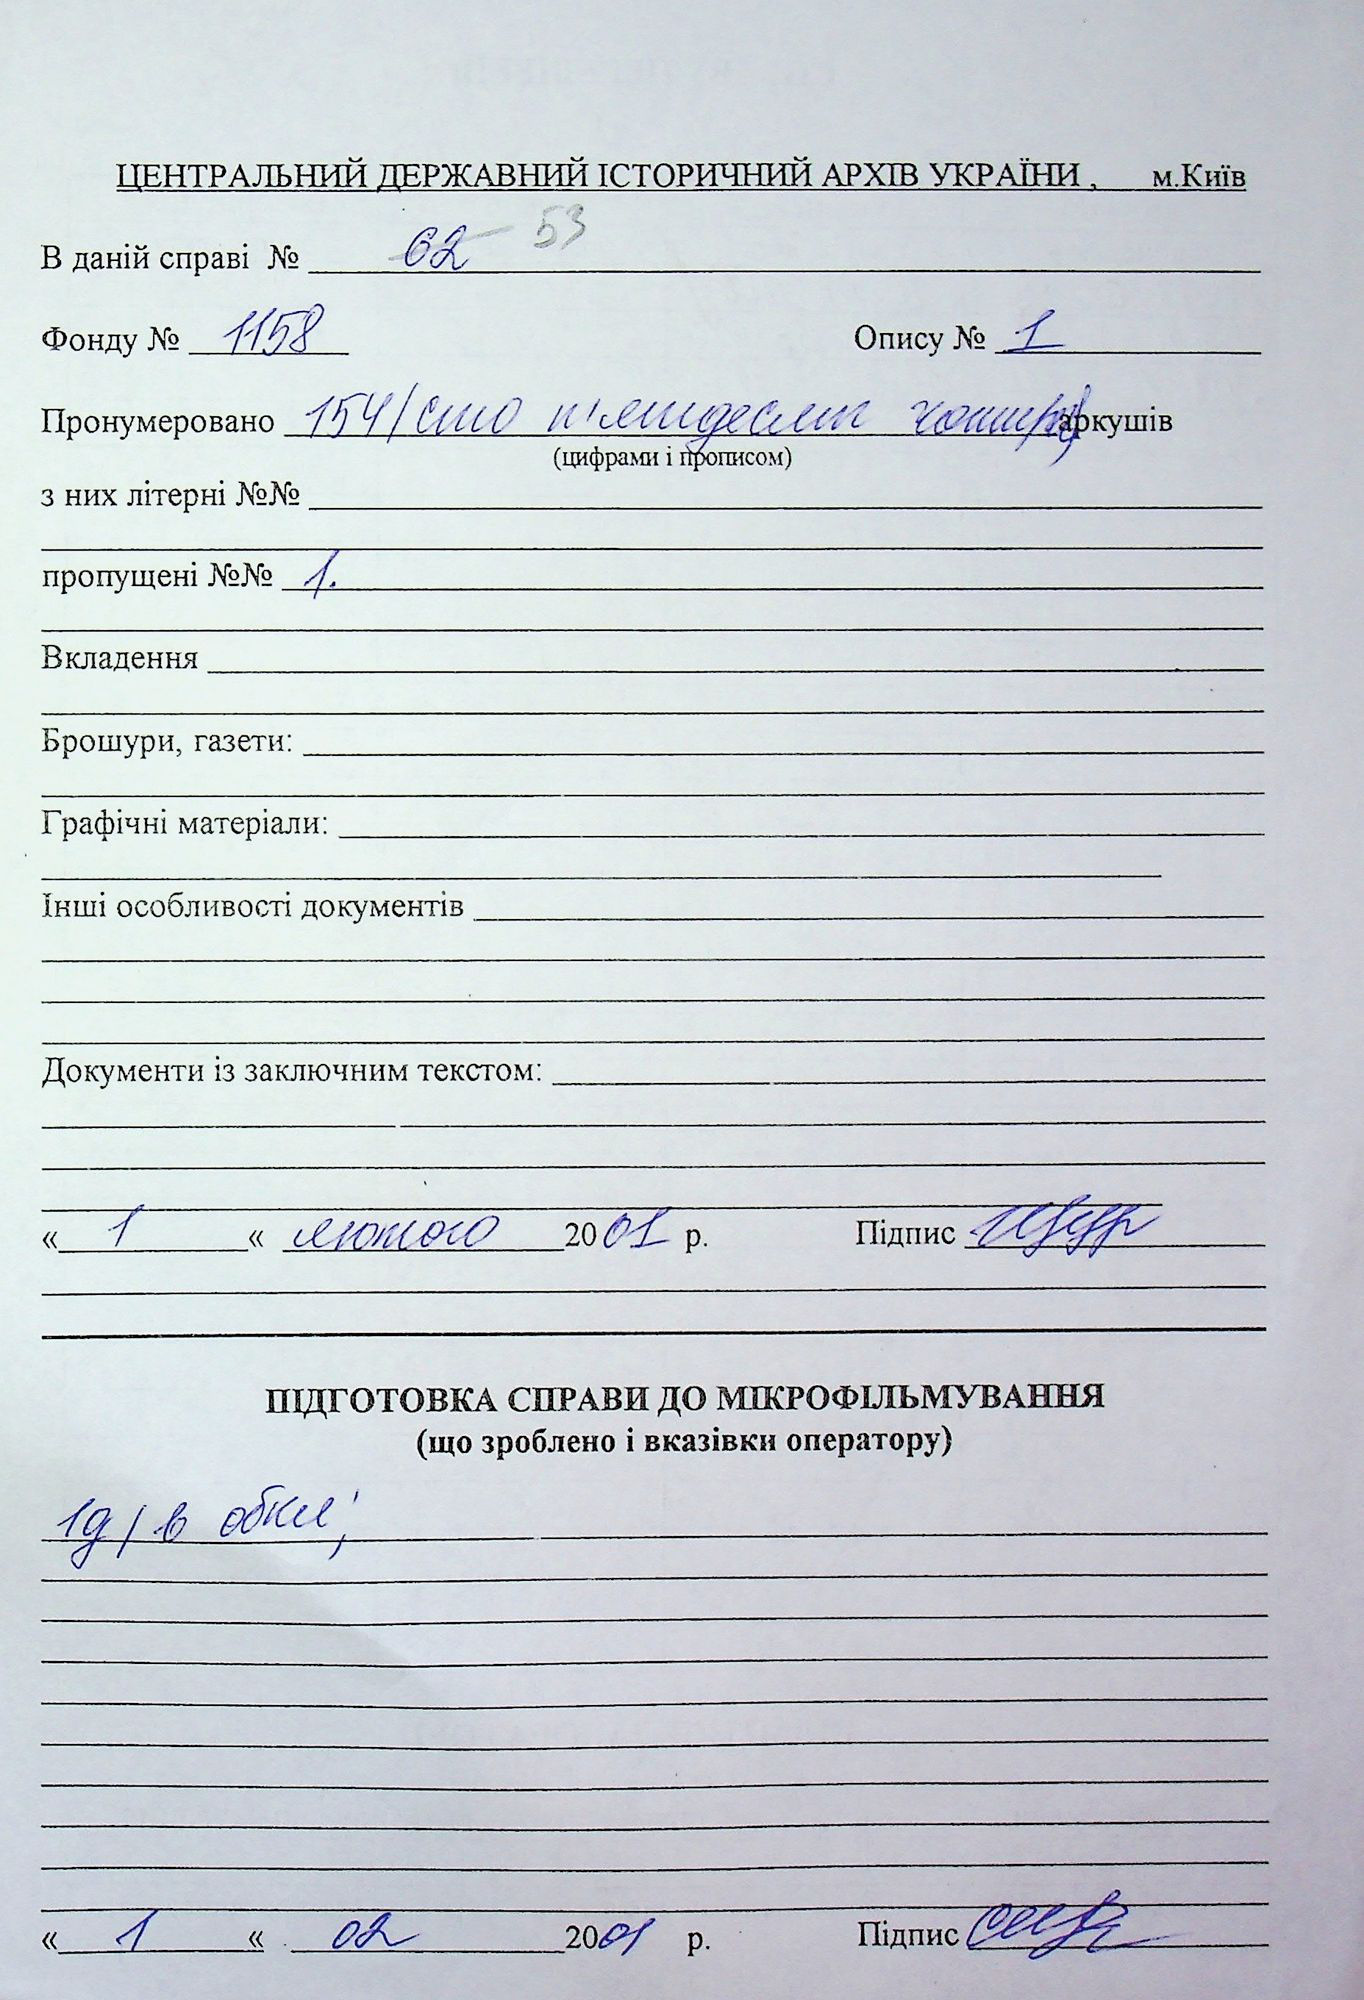 ЦЕНТРАЛЬНИЙ ДЕРЖАВНИЙ ІСТОРИЧНИЙ АРХІВ УКРАЇНИ, м.Київ
В даній справі № 62 53
Фонду № 1158 Опису № 1
Пронумеровано 154/сто п'ятдесят чотири/ аркушів
(цифрами і прописом)
з них літерні №№
пропущені №№ 1.
Вкладення
Брошури, газети:
Графічні матеріали:
Інші особливості документів
Документи із заключним текстом:
« 1 « лютого 2001 р. Підпис
ПІДГОТОВКА СПРАВИ ДО МІКРОФІЛЬМУВАННЯ
(що зроблено і вказівки оператору)
1д/в обкл;
« 1 « 02 2001 р. Підпис